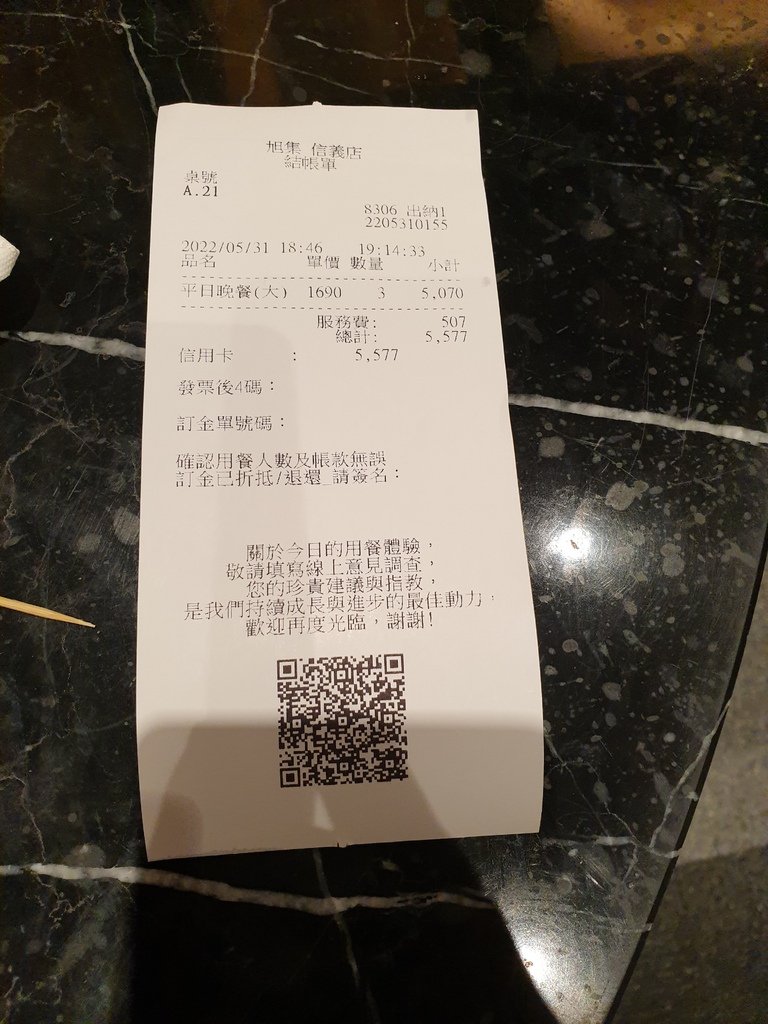 旭集 信義店
結帳單
桌號
A.21
8306 出納1
2205310155
2022/05/31 18:46 19:14:33
品名 單價 數量 小計
平日晚餐(大) 1690 3 5,070
服務費: 507
總計: 5,577
信用卡 : 5,577
發票後4碼:
訂金單號碼:
確認用餐人數及帳款無誤
訂金已折抵/退還_請簽名:
關於今日的用餐體驗,
敬請填寫線上意見調查,
您的珍貴建議與指教,
是我們持續成長與進步的最佳動力,
歡迎再度光臨,謝謝!